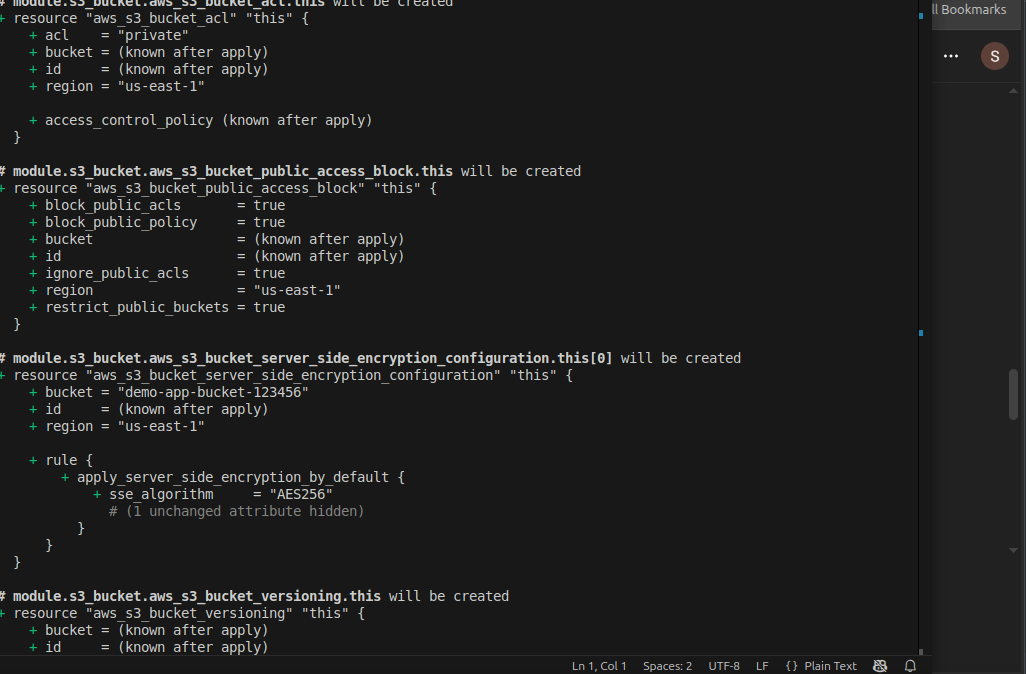 # module.s3_bucket.aws_s3_bucket_acl.this will be created
+ resource "aws_s3_bucket_acl" "this" {
    + acl    = "private"
    + bucket = (known after apply)
    + id     = (known after apply)
    + region = "us-east-1"

    + access_control_policy (known after apply)
  }

# module.s3_bucket.aws_s3_bucket_public_access_block.this will be created
+ resource "aws_s3_bucket_public_access_block" "this" {
    + block_public_acls       = true
    + block_public_policy     = true
    + bucket                  = (known after apply)
    + id                      = (known after apply)
    + ignore_public_acls      = true
    + region                  = "us-east-1"
    + restrict_public_buckets = true
  }

# module.s3_bucket.aws_s3_bucket_server_side_encryption_configuration.this[0] will be created
+ resource "aws_s3_bucket_server_side_encryption_configuration" "this" {
    + bucket = "demo-app-bucket-123456"
    + id     = (known after apply)
    + region = "us-east-1"

    + rule {
        + apply_server_side_encryption_by_default {
            + sse_algorithm     = "AES256"
              # (1 unchanged attribute hidden)
          }
      }
  }

# module.s3_bucket.aws_s3_bucket_versioning.this will be created
+ resource "aws_s3_bucket_versioning" "this" {
    + bucket = (known after apply)
    + id     = (known after apply)
Ln 1, Col 1 Spaces: 2 UTF-8 LF {} Plain Text
ll Bookmarks
S